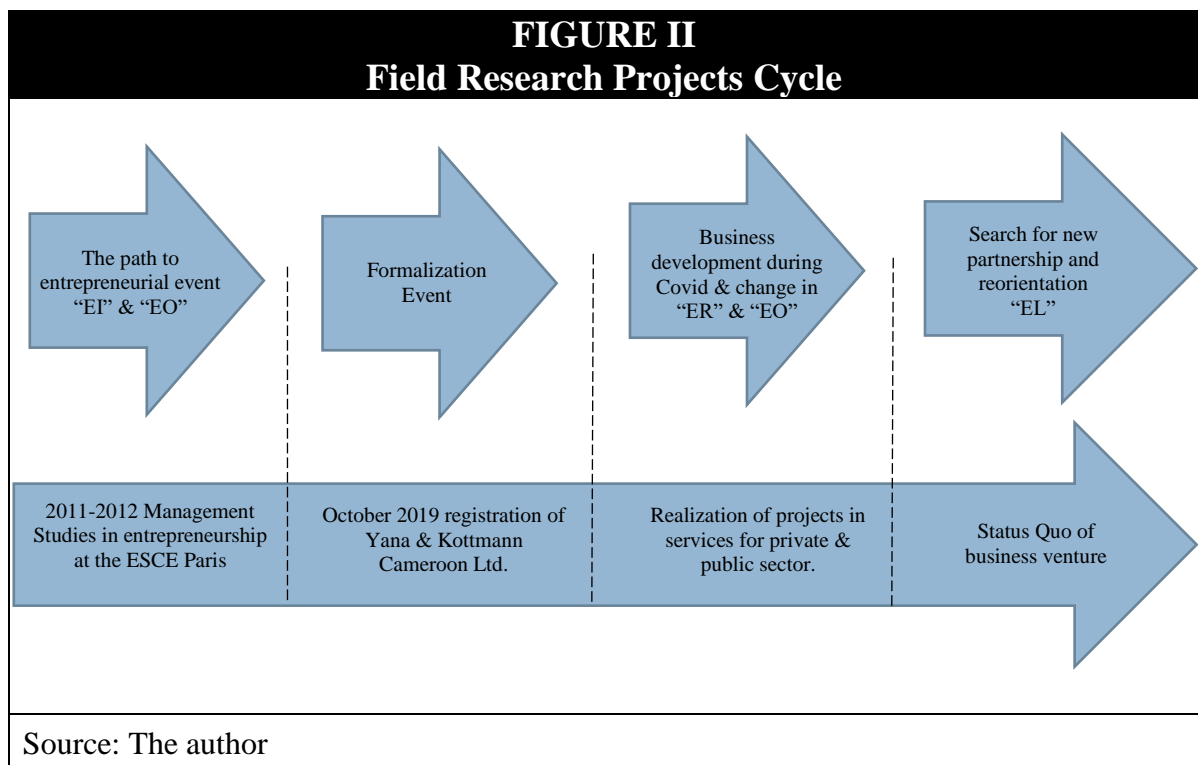 FIGURE II
Field Research Projects Cycle
The path to
entrepreneurial event
“EI” & “EO”
Formalization
Event
Business
development during
Covid & change in
“ER” & “EO”
Search for new
partnership and
reorientation
“EL”
2011-2012 Management
Studies in entrepreneurship
at the ESCE Paris
October 2019 registration of
Yana & Kottmann
Cameroon Ltd.
Realization of projects in
services for private &
public sector.
Status Quo of
business venture
Source: The author